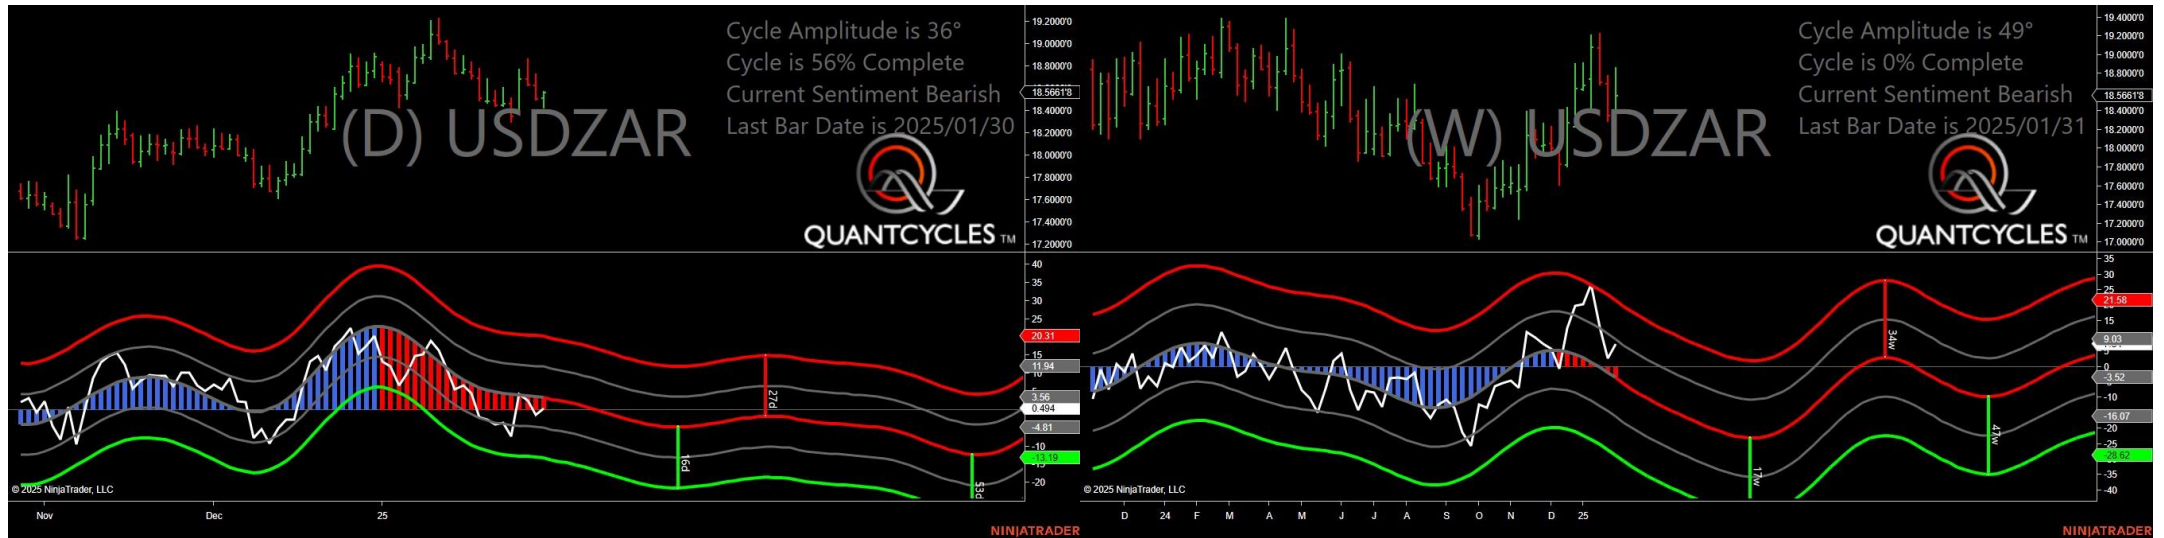 Cycle Amplitude is 36°
Cycle is 56% Complete
Current Sentiment Bearish
Last Bar Date is 2025/01/30
(D) USDZAR
QUANTCYCLES TM
19.2000'0
19.0000'0
18.8000'0
18.5661'8
18.4000'0
18.2000'0
18.0000'0
17.8000'0
17.6000'0
17.4000'0
17.2000'0
40
35
30
25
20.31
15
11.94
10
5
3.56
0.494
-4.81
-10
-13.19
-15
-20
27d
16d
53d
© 2025 NinjaTrader, LLC
Nov
Dec
25
NINJATRADER
Cycle Amplitude is 49°
Cycle is 0% Complete
Current Sentiment Bearish
Last Bar Date is 2025/01/31
(W) USDZAR
QUANTCYCLES TM
19.4000'0
19.2000'0
19.0000'0
18.8000'0
18.5661'8
18.4000'0
18.2000'0
18.0000'0
17.8000'0
17.6000'0
17.4000'0
17.2000'0
17.0000'0
35
30
25
21.58
15
9.03
5
0
-3.52
-10
-16.07
-20
-25
-28.62
-35
-40
34w
17w
47w
© 2025 NinjaTrader, LLC
D
24
F
M
A
M
J
J
A
S
O
N
D
25
NINJATRADER